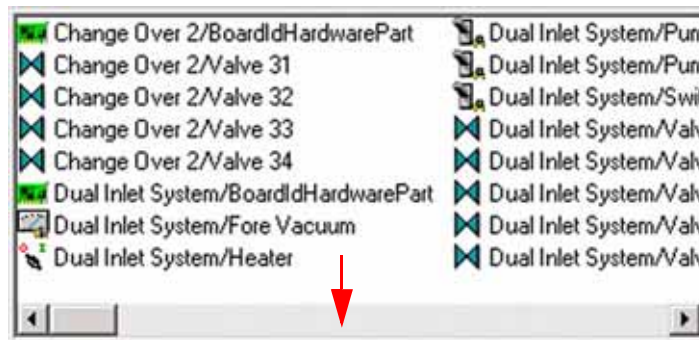 Change Over 2/BoardIdHardwarePart
Change Over 2/Valve 31
Change Over 2/Valve 32
Change Over 2/Valve 33
Change Over 2/Valve 34
Dual Inlet System/BoardIdHardwarePart
Dual Inlet System/Fore Vacuum
Dual Inlet System/Heater
Dual Inlet System/Pun
Dual Inlet System/Pun
Dual Inlet System/Swi
Dual Inlet System/Valv
Dual Inlet System/Valv
Dual Inlet System/Valv
Dual Inlet System/Valv
Dual Inlet System/Valv